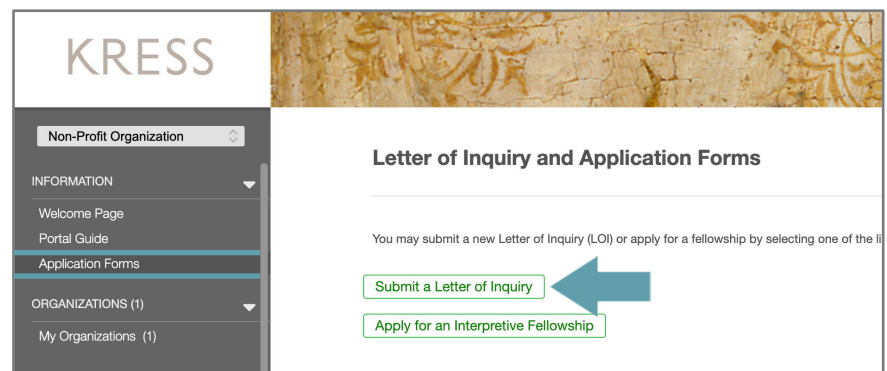 KRESS
Non-Profit Organization
INFORMATION
Welcome Page
Portal Guide
Application Forms
ORGANIZATIONS (1)
My Organizations (1)
Letter of Inquiry and Application Forms
You may submit a new Letter of Inquiry (LOI) or apply for a fellowship by selecting one of the li
Submit a Letter of Inquiry
Apply for an Interpretive Fellowship